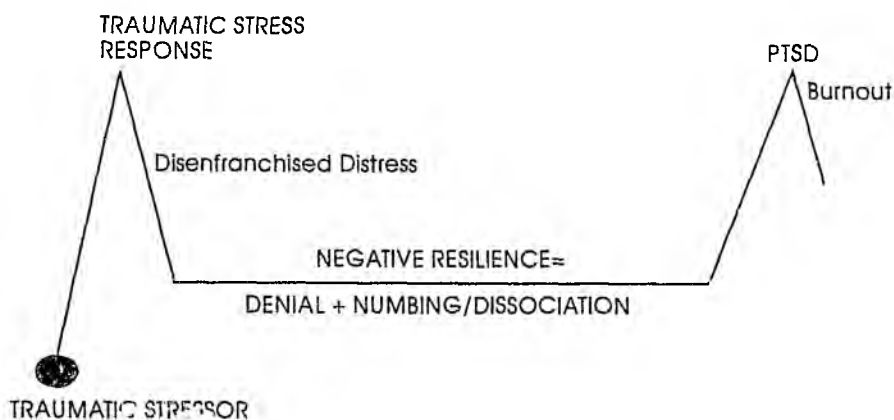 TRAUMATIC STRESS
RESPONSE
PTSD
Burnout
Disenfranchised Distress
NEGATIVE RESILIENCE=
DENIAL + NUMBING/DISSOCIATION
TRAUMATIC STRESSOR